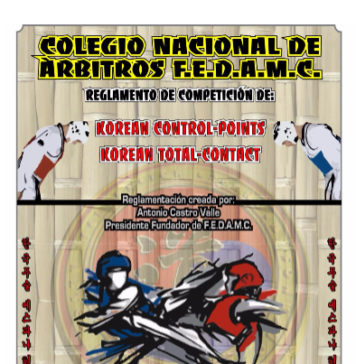 COLEGIO NACIONAL DE
ARBITROS F.E.D.A.M.C.
REGLAMENTO DE COMPETICIÓN DE:
KOREAN CONTROL-POINTS
KOREAN TOTAL-CONTACT
Reglamentación creada por:
Antonio Castro Valle
Presidente Fundador de F.E.D.A.M.C.